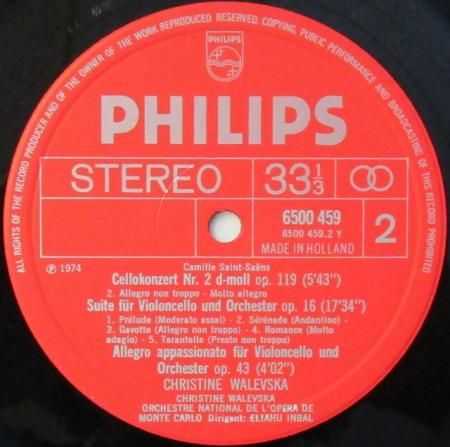 ALL RIGHTS OF THE RECORD PRODUCER AND OF THE OWNER OF THE WORK REPRODUCED RESERVED. COPYING, PUBLIC PERFORMANCE AND BROADCASTING OF THIS RECORD PROHIBITED
PHILIPS
PHILIPS
STEREO 33 1/3
6500 459
6500 459.2 Y
MADE IN HOLLAND
2
℗ 1974
Camille Saint-Saëns
Cellokonzert Nr. 2 d-moll op. 119 (5'43")
2. Allegro non troppo - Molto allegro
Suite für Violoncello und Orchester op. 16 (17'34")
1. Prélude (Moderato assai) - 2. Sérénade (Andantino) -
3. Gavotte (Allegro non troppo) - 4. Romance (Molto
adagio) - 5. Tarantelle (Presto non troppo)
Allegro appassionato für Violoncello und
Orchester op. 43 (4'02")
CHRISTINE WALEVSKA
CHRISTINE WALEVSKA
ORCHESTRE NATIONAL DE L'OPERA DE
MONTE CARLO Dirigent: ELIAHU INBAL